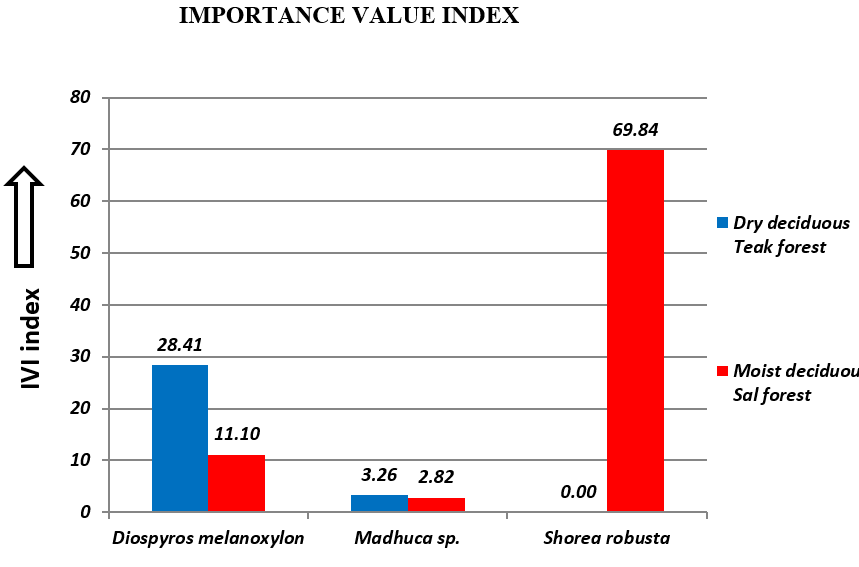 IMPORTANCE VALUE INDEX
80
70
60
50
40
30
20
10
0
IVI index
28.41
11.10
3.26
2.82
0.00
69.84
Diospyros melanoxylon
Madhuca sp.
Shorea robusta
Dry deciduous
Teak forest
Moist deciduou
Sal forest